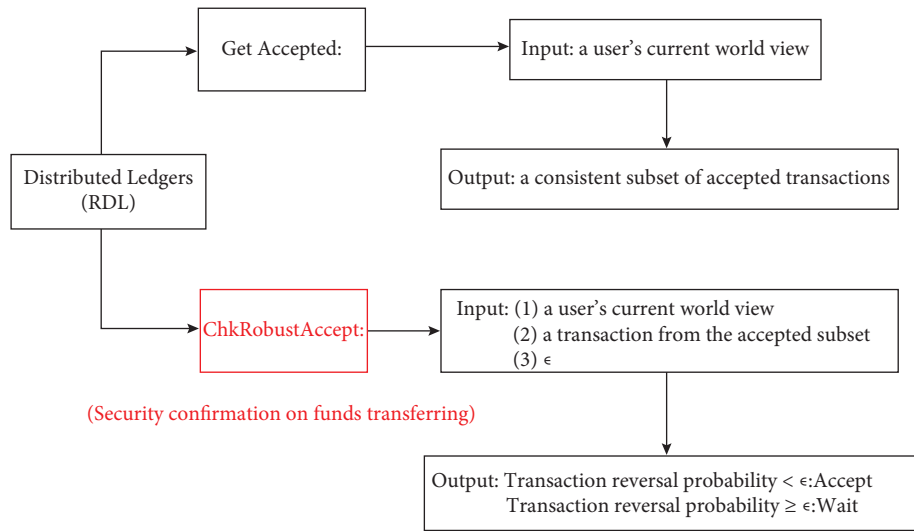 Get Accepted:
Input: a user's current world view
Output: a consistent subset of accepted transactions
Distributed Ledgers
(RDL)
ChkRobustAccept:
(Security confirmation on funds transferring)
Input: (1) a user's current world view
(2) a transaction from the accepted subset
(3) ϵ
Output: Transaction reversal probability < ϵ:Accept
Transaction reversal probability ≥ ϵ:Wait